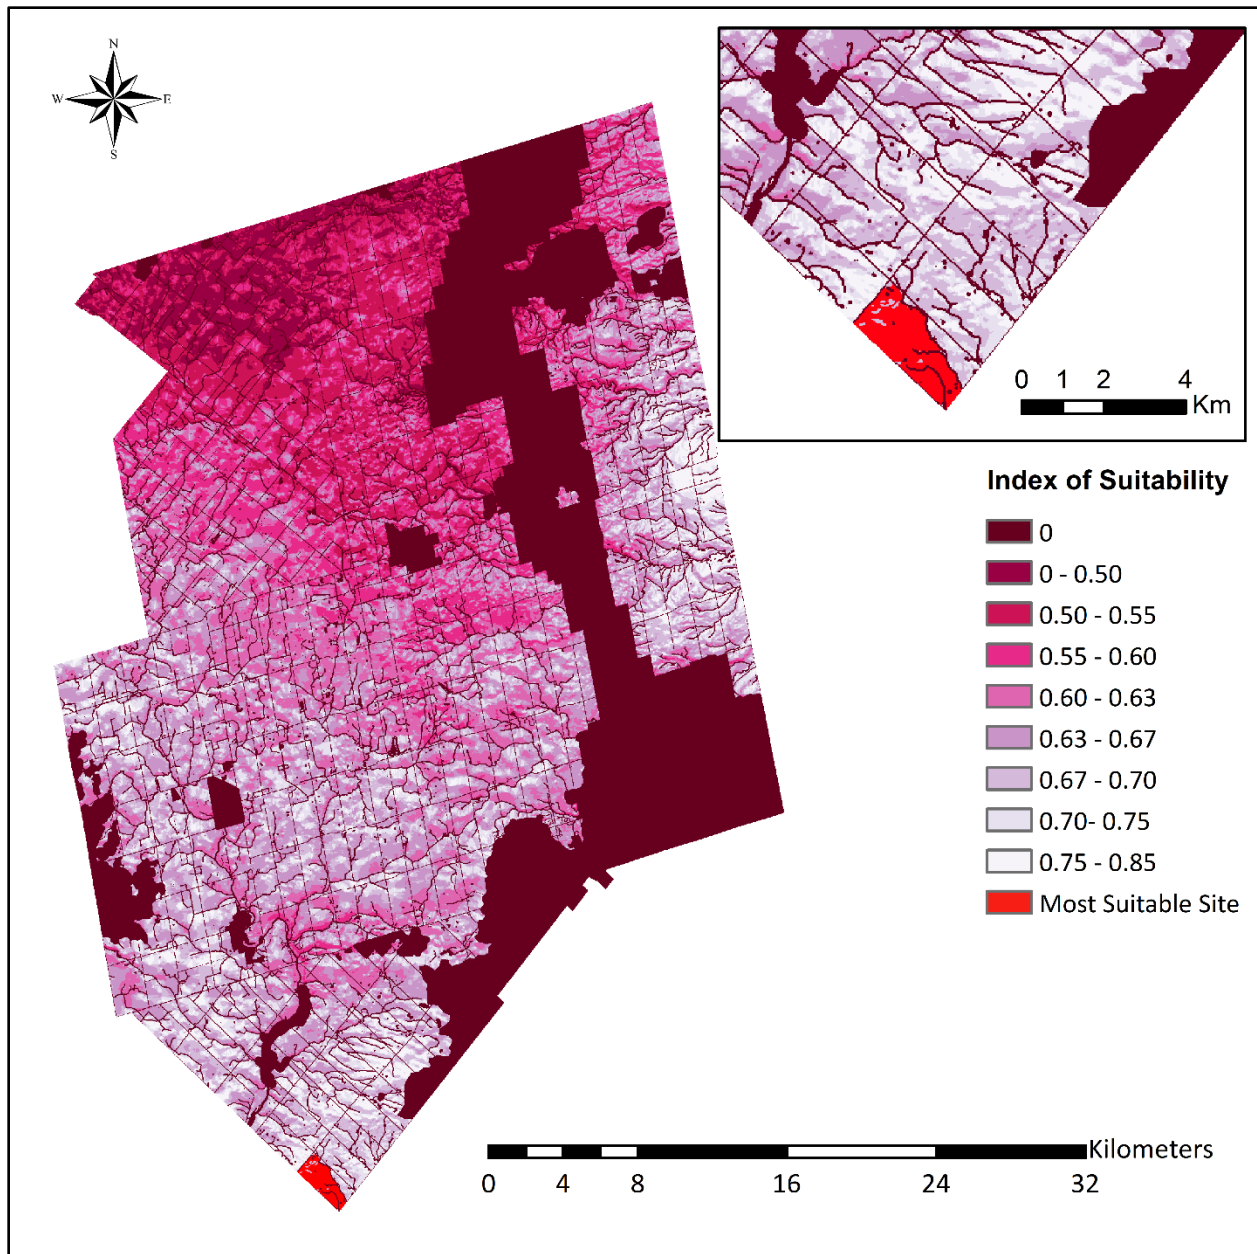 N
W E
S
0 1 2 4
Km
Index of Suitability
0
0 - 0.50
0.50 - 0.55
0.55 - 0.60
0.60 - 0.63
0.63 - 0.67
0.67 - 0.70
0.70- 0.75
0.75 - 0.85
Most Suitable Site
Kilometers
0 4 8 16 24 32